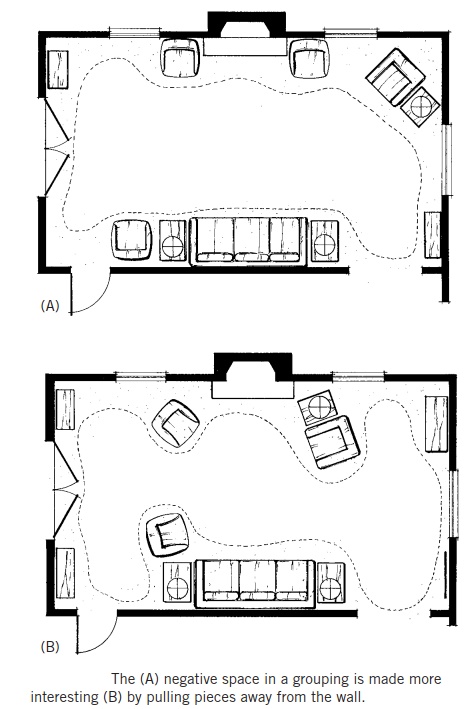 (A)
(B)
The (A) negative space in a grouping is made more
interesting (B) by pulling pieces away from the wall.